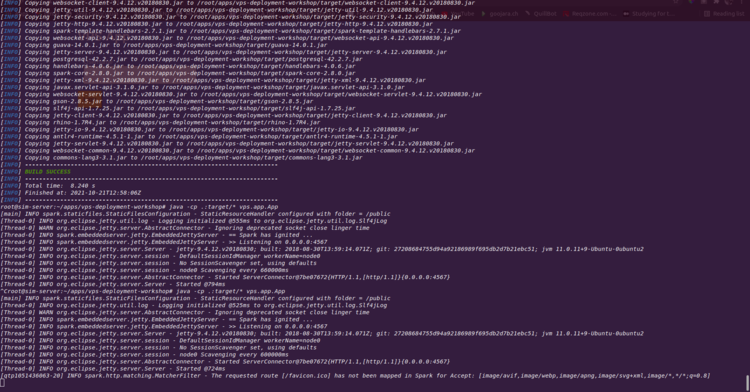 [INFO] Copying websocket-client-9.4.12.v20180830.jar to /root/apps/vps-deployment-workshop/target/websocket-client-9.4.12.v20180830.jar
[INFO] Copying jetty-util-9.4.12.v20180830.jar to /root/apps/vps-deployment-workshop/target/jetty-util-9.4.12.v20180830.jar
[INFO] Copying jetty-security-9.4.12.v20180830.jar to /root/apps/vps-deployment-workshop/target/jetty-security-9.4.12.v20180830.jar
[INFO] Copying jetty-http-9.4.12.v20180830.jar to /root/apps/vps-deployment-workshop/target/jetty-http-9.4.12.v20180830.jar
[INFO] Copying spark-template-handlebars-2.7.1.jar to /root/apps/vps-deployment-workshop/target/spark-template-handlebars-2.7.1.jar
[INFO] Copying websocket-api-9.4.12.v20180830.jar to /root/apps/vps-deployment-workshop/target/websocket-api-9.4.12.v20180830.jar
[INFO] Copying guava-14.0.1.jar to /root/apps/vps-deployment-workshop/target/guava-14.0.1.jar
[INFO] Copying jetty-server-9.4.12.v20180830.jar to /root/apps/vps-deployment-workshop/target/jetty-server-9.4.12.v20180830.jar
[INFO] Copying postgresql-42.2.7.jar to /root/apps/vps-deployment-workshop/target/postgresql-42.2.7.jar
[INFO] Copying handlebars-4.0.6.jar to /root/apps/vps-deployment-workshop/target/handlebars-4.0.6.jar
[INFO] Copying spark-core-2.8.0.jar to /root/apps/vps-deployment-workshop/target/spark-core-2.8.0.jar
[INFO] Copying jetty-xml-9.4.12.v20180830.jar to /root/apps/vps-deployment-workshop/target/jetty-xml-9.4.12.v20180830.jar
[INFO] Copying javax.servlet-api-3.1.0.jar to /root/apps/vps-deployment-workshop/target/javax.servlet-api-3.1.0.jar
[INFO] Copying websocket-servlet-9.4.12.v20180830.jar to /root/apps/vps-deployment-workshop/target/websocket-servlet-9.4.12.v20180830.jar
[INFO] Copying gson-2.8.5.jar to /root/apps/vps-deployment-workshop/target/gson-2.8.5.jar
[INFO] Copying slf4j-api-1.7.25.jar to /root/apps/vps-deployment-workshop/target/slf4j-api-1.7.25.jar
[INFO] Copying jetty-client-9.4.12.v20180830.jar to /root/apps/vps-deployment-workshop/target/jetty-client-9.4.12.v20180830.jar
[INFO] Copying rhino-1.7R4.jar to /root/apps/vps-deployment-workshop/target/rhino-1.7R4.jar
[INFO] Copying jetty-io-9.4.12.v20180830.jar to /root/apps/vps-deployment-workshop/target/jetty-io-9.4.12.v20180830.jar
[INFO] Copying antlr4-runtime-4.5.1-1.jar to /root/apps/vps-deployment-workshop/target/antlr4-runtime-4.5.1-1.jar
[INFO] Copying jetty-servlet-9.4.12.v20180830.jar to /root/apps/vps-deployment-workshop/target/jetty-servlet-9.4.12.v20180830.jar
[INFO] Copying websocket-common-9.4.12.v20180830.jar to /root/apps/vps-deployment-workshop/target/websocket-common-9.4.12.v20180830.jar
[INFO] Copying commons-lang3-3.1.jar to /root/apps/vps-deployment-workshop/target/commons-lang3-3.1.jar
[INFO] ------------------------------------------------------------------------
[INFO] BUILD SUCCESS
[INFO] ------------------------------------------------------------------------
[INFO] Total time: 8.240 s
[INFO] Finished at: 2021-10-21T12:58:06Z
[INFO] ------------------------------------------------------------------------
root@sim-server:~/apps/vps-deployment-workshop# java -cp .:target/* vps.app.App
[main] INFO spark.staticfiles.StaticFilesConfiguration - StaticResourceHandler configured with folder = /public
[Thread-0] INFO org.eclipse.jetty.util.log - Logging initialized @555ms to org.eclipse.jetty.util.log.Slf4jLog
[Thread-0] WARN org.eclipse.jetty.server.AbstractConnector - Ignoring deprecated socket close linger time
[Thread-0] INFO spark.embeddedserver.jetty.EmbeddedJettyServer - == Spark has ignited ...
[Thread-0] INFO spark.embeddedserver.jetty.EmbeddedJettyServer - >> Listening on 0.0.0.0:4567
[Thread-0] INFO org.eclipse.jetty.server.Server - jetty-9.4.12.v20180830; built: 2018-08-30T13:59:14.071Z; git: 27208684755d94a92186989f695db2d7b21ebc51; jvm 11.0.11+9-Ubuntu-0ubuntu2
[Thread-0] INFO org.eclipse.jetty.server.session - DefaultSessionIdManager workerName=node0
[Thread-0] INFO org.eclipse.jetty.server.session - No SessionScavenger set, using defaults
[Thread-0] INFO org.eclipse.jetty.server.session - node0 Scavenging every 660000ms
[Thread-0] INFO org.eclipse.jetty.server.AbstractConnector - Started ServerConnector@7be07672{HTTP/1.1,[http/1.1]}{0.0.0.0:4567}
[Thread-0] INFO org.eclipse.jetty.server.Server - Started @794ms
^Croot@sim-server:~/apps/vps-deployment-workshop# java -cp .:target/* vps.app.App
[main] INFO spark.staticfiles.StaticFilesConfiguration - StaticResourceHandler configured with folder = /public
[Thread-0] INFO org.eclipse.jetty.util.log - Logging initialized @525ms to org.eclipse.jetty.util.log.Slf4jLog
[Thread-0] WARN org.eclipse.jetty.server.AbstractConnector - Ignoring deprecated socket close linger time
[Thread-0] INFO spark.embeddedserver.jetty.EmbeddedJettyServer - == Spark has ignited ...
[Thread-0] INFO spark.embeddedserver.jetty.EmbeddedJettyServer - >> Listening on 0.0.0.0:4567
[Thread-0] INFO org.eclipse.jetty.server.Server - jetty-9.4.12.v20180830; built: 2018-08-30T13:59:14.071Z; git: 27208684755d94a92186989f695db2d7b21ebc51; jvm 11.0.11+9-Ubuntu-0ubuntu2
[Thread-0] INFO org.eclipse.jetty.server.session - DefaultSessionIdManager workerName=node0
[Thread-0] INFO org.eclipse.jetty.server.session - No SessionScavenger set, using defaults
[Thread-0] INFO org.eclipse.jetty.server.session - node0 Scavenging every 600000ms
[Thread-0] INFO org.eclipse.jetty.server.AbstractConnector - Started ServerConnector@7be07672{HTTP/1.1,[http/1.1]}{0.0.0.0:4567}
[Thread-0] INFO org.eclipse.jetty.server.Server - Started @724ms
[qtp1051436063-20] INFO spark.http.matching.MatcherFilter - The requested route [/favicon.ico] has not been mapped in Spark for Accept: [image/avif,image/webp,image/apng,image/svg+xml,image/*,*/*;q=0.8]